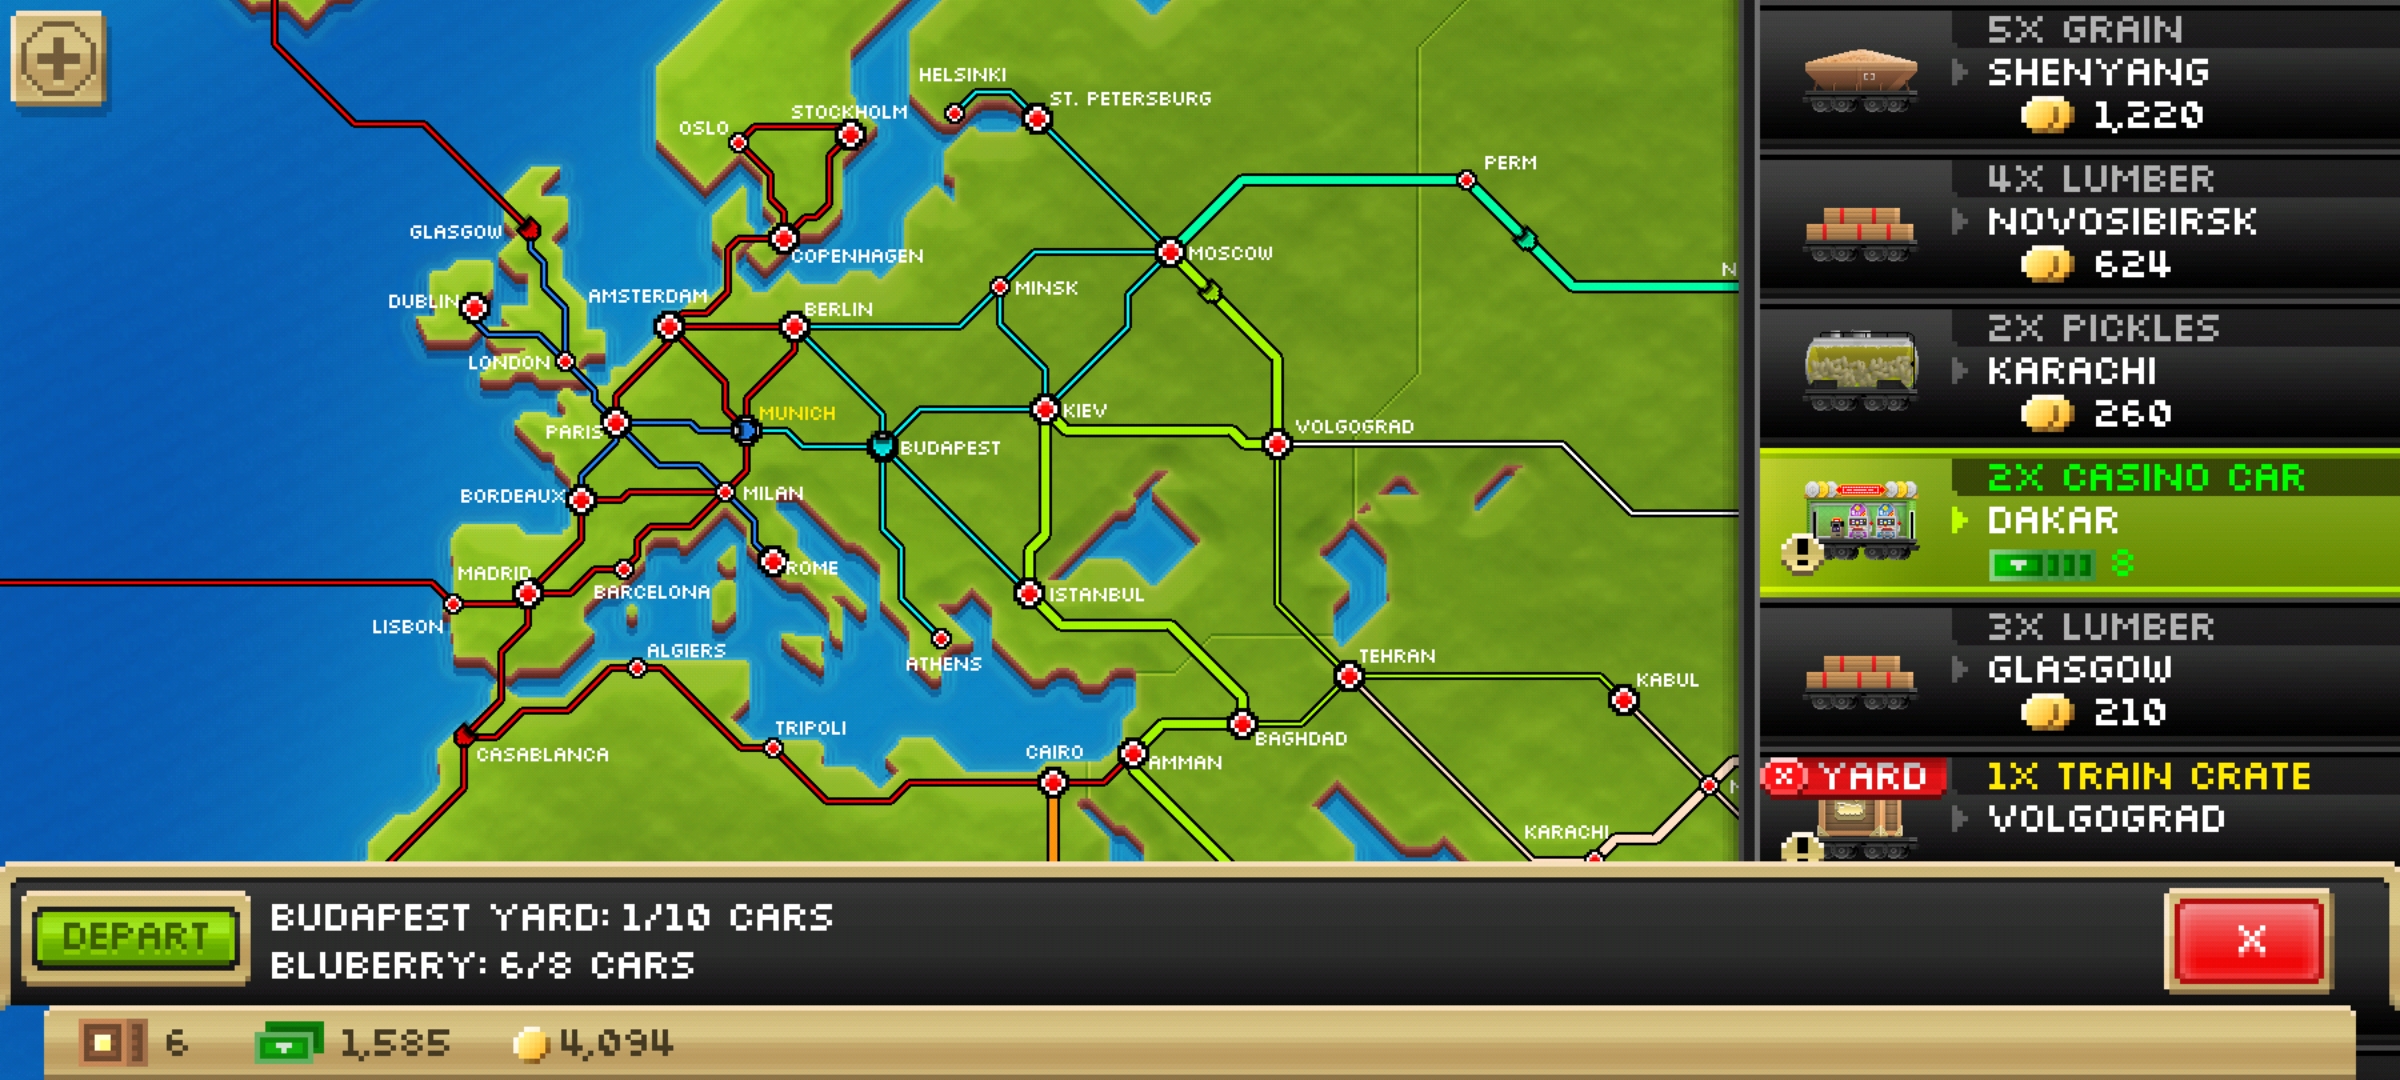 HELSINKI
ST. PETERSBURG
STOCKHOLM
OSLO
PERM
GLASGOW
COPENHAGEN
MOSCOW
N
DUBLIN
AMSTERDAM
MINSK
BERLIN
LONDON
MUNICH
PARIS
KIEV
VOLGOGRAD
BUDAPEST
BORDEAUX
MILAN
MADRID
ROME
BARCELONA
ISTANBUL
LISBON
ALGIERS
ATHENS
TEHRAN
KABUL
TRIPOLI
CASABLANCA
CAIRO
BAGHDAD
AMMAN
KARACHI
5X GRAIN
SHENYANG
1,220
4X LUMBER
NOVOSIBIRSK
624
2X PICKLES
KARACHI
260
2X CASINO CAR
DAKAR
8
3X LUMBER
GLASGOW
210
YARD
1X TRAIN CRATE
VOLGOGRAD
DEPART
BUDAPEST YARD: 1/10 CARS
BLUBERRY: 6/8 CARS
X
6
1,585
4,094